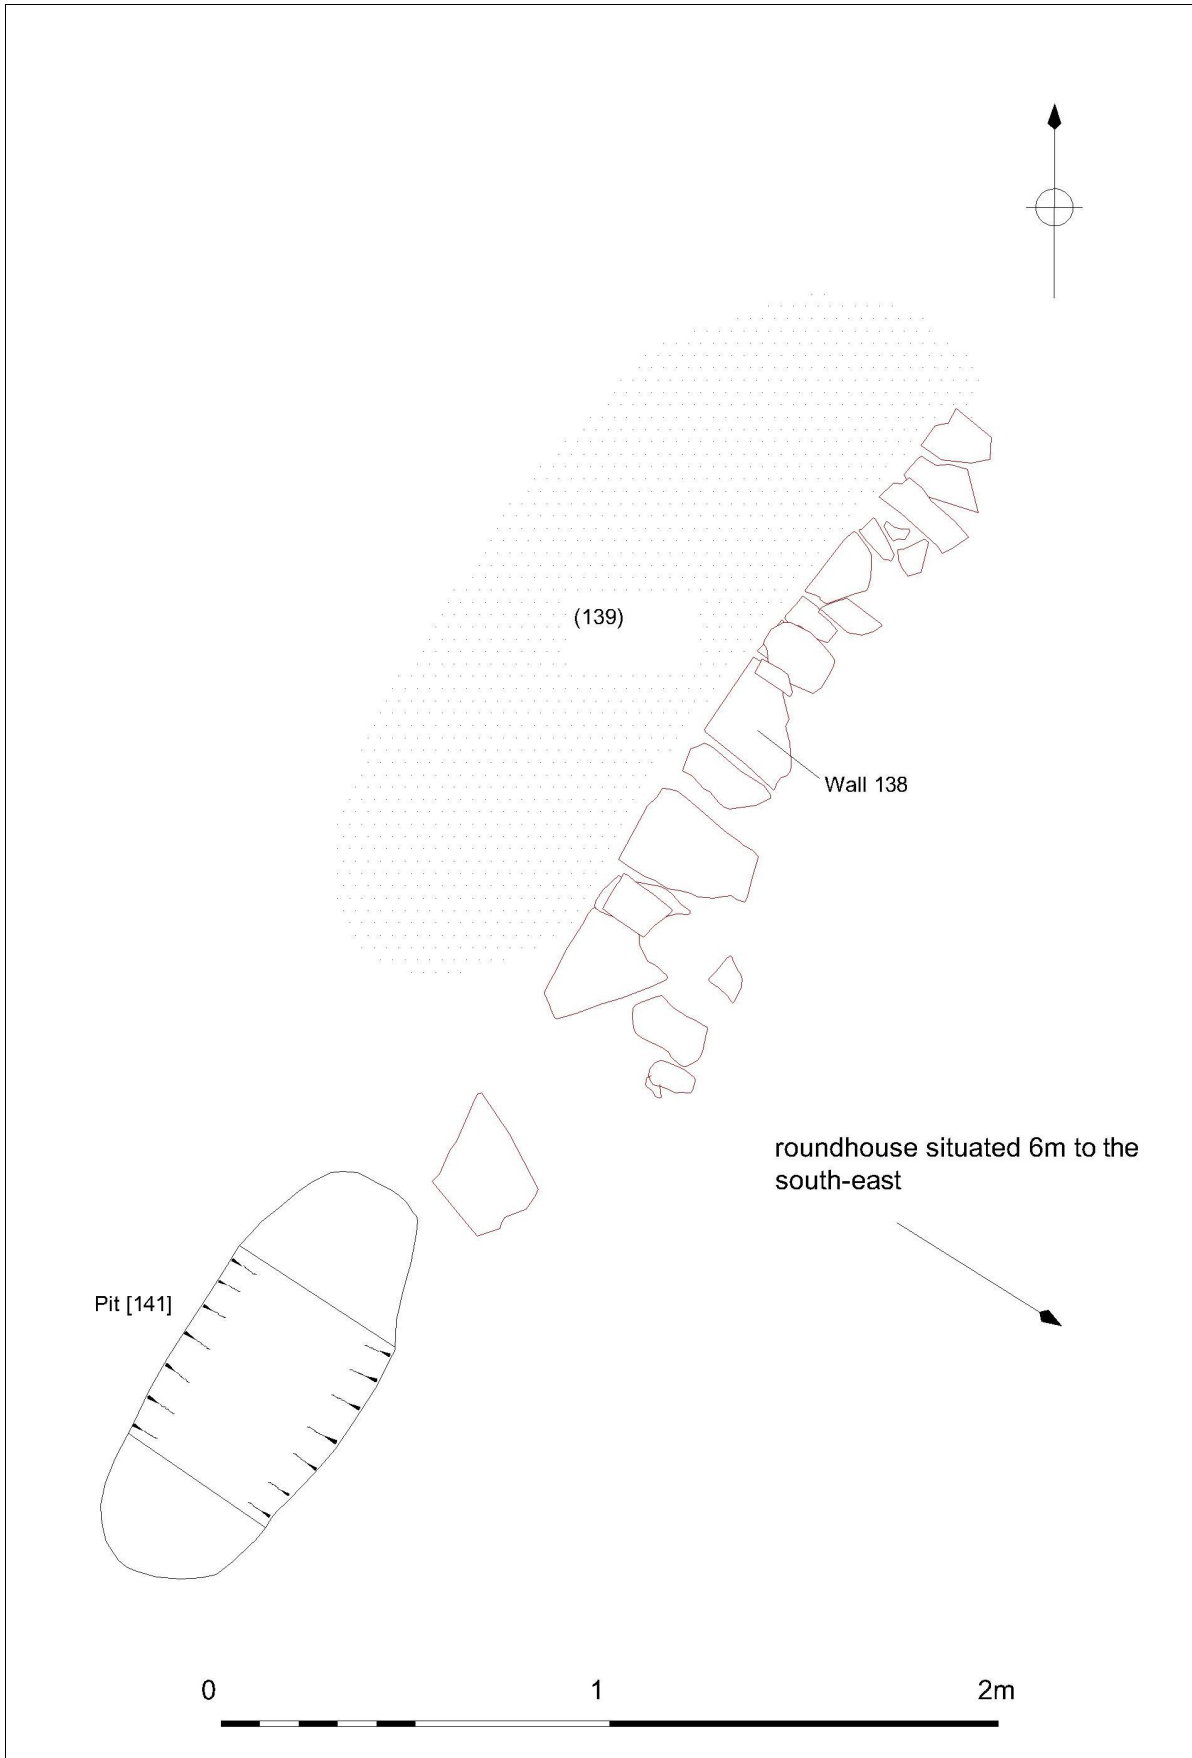 (139)
Wall 138
roundhouse situated 6m to the
south-east
Pit [141]
0 1 2m